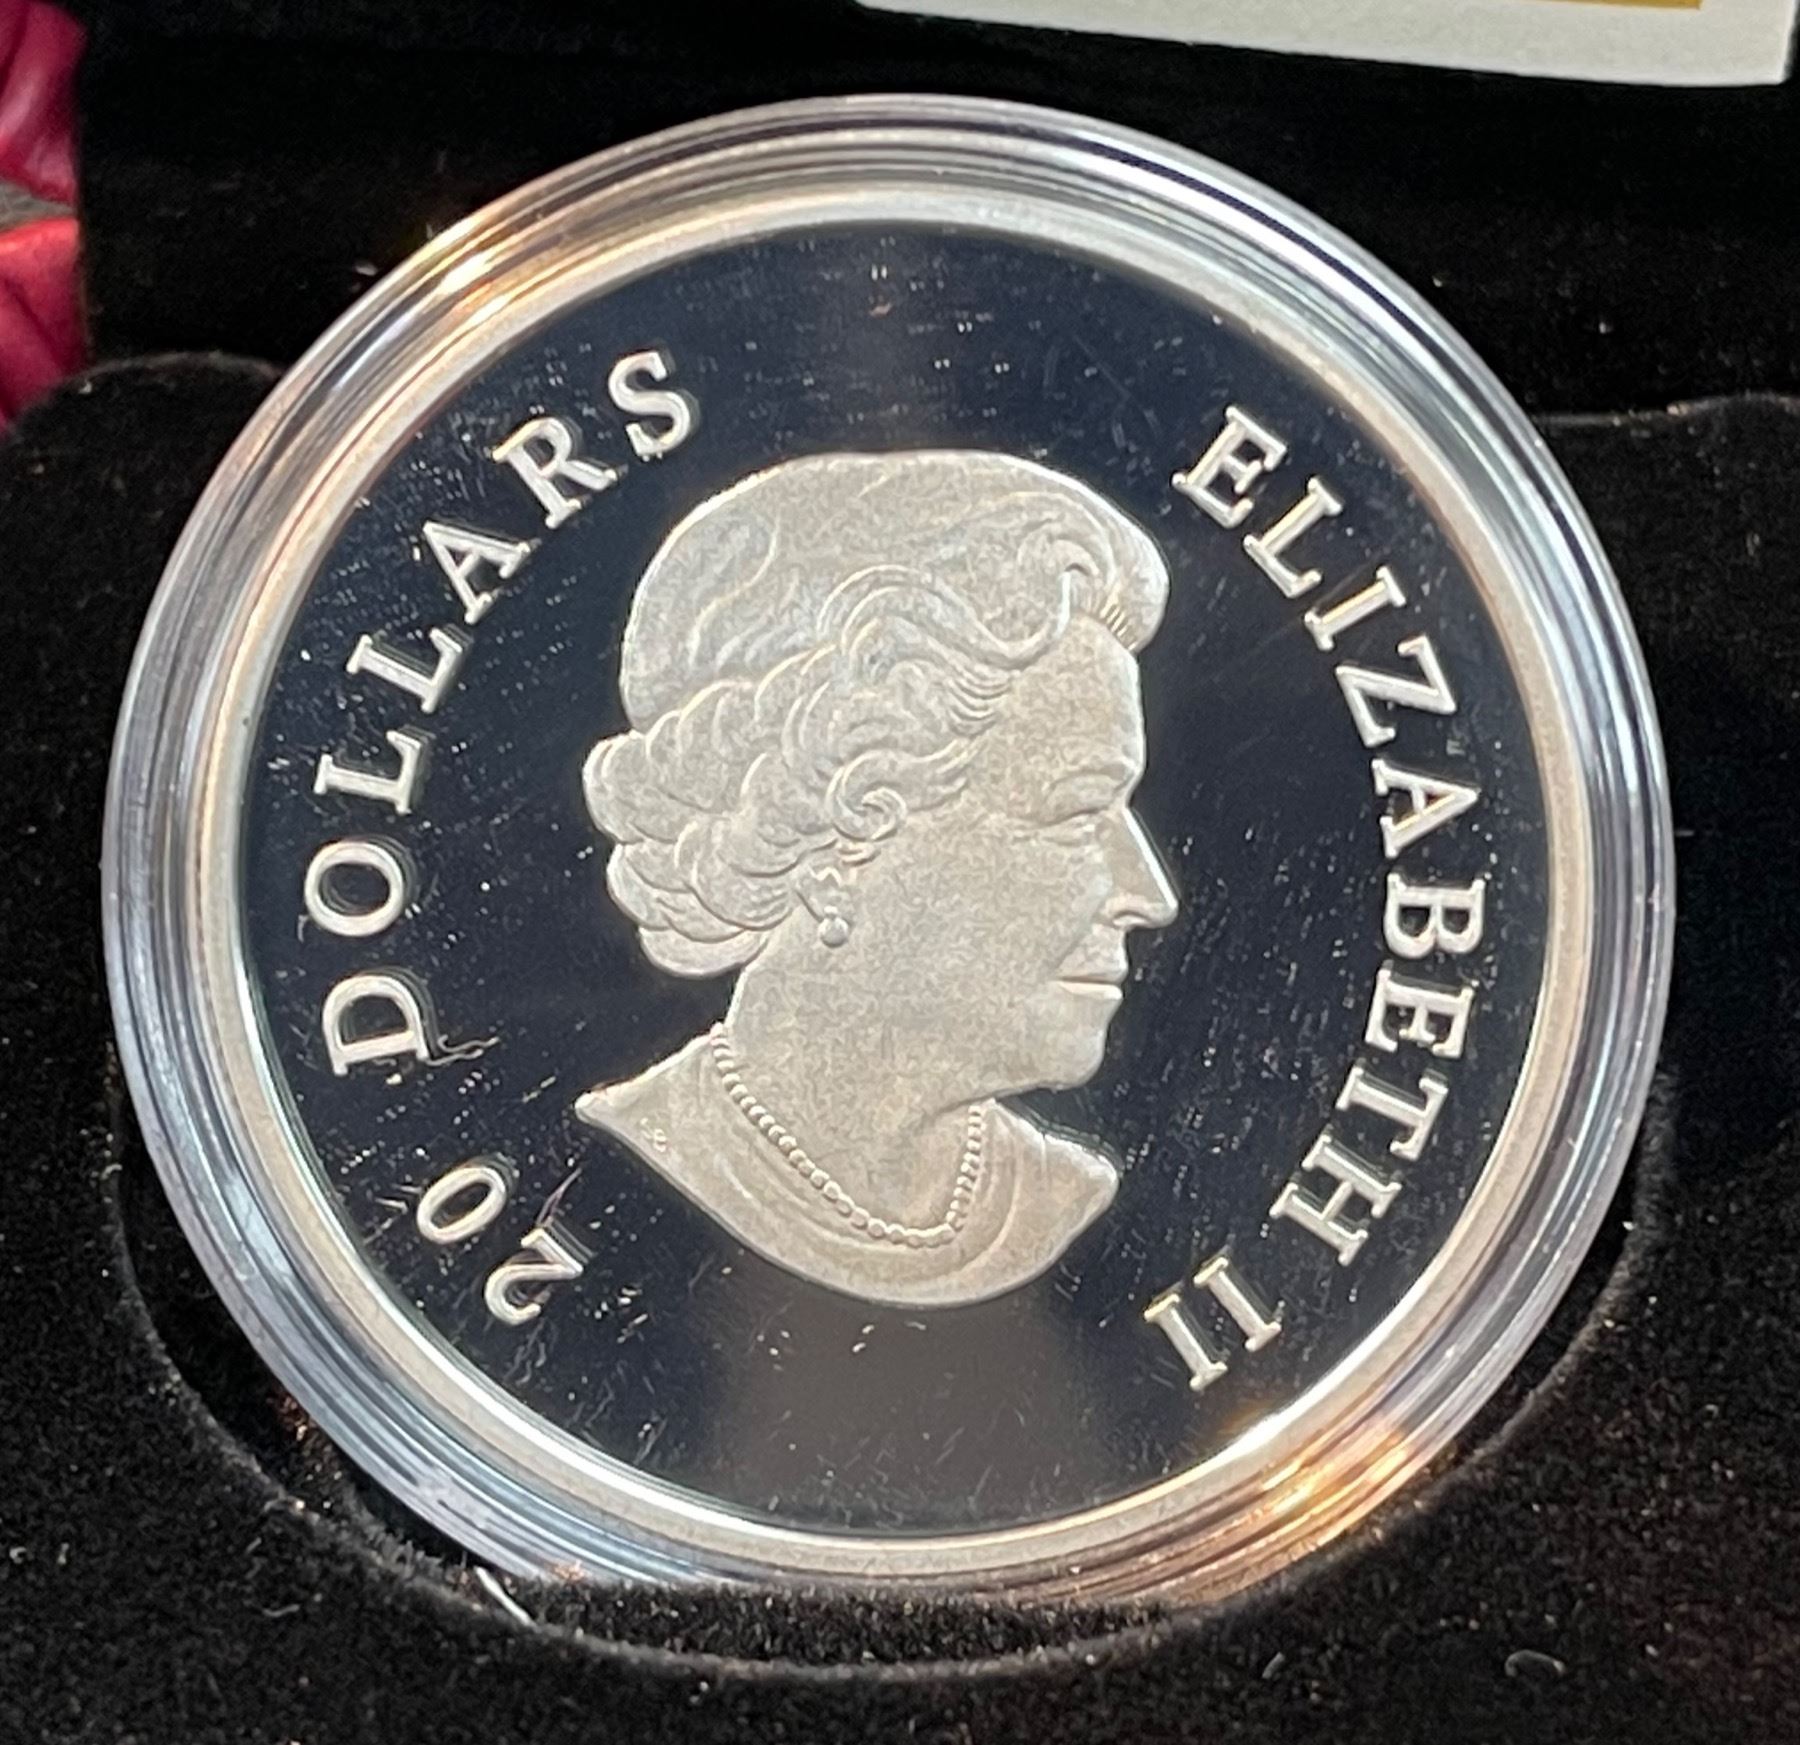 20 DOLLARS
ELIZABETH II